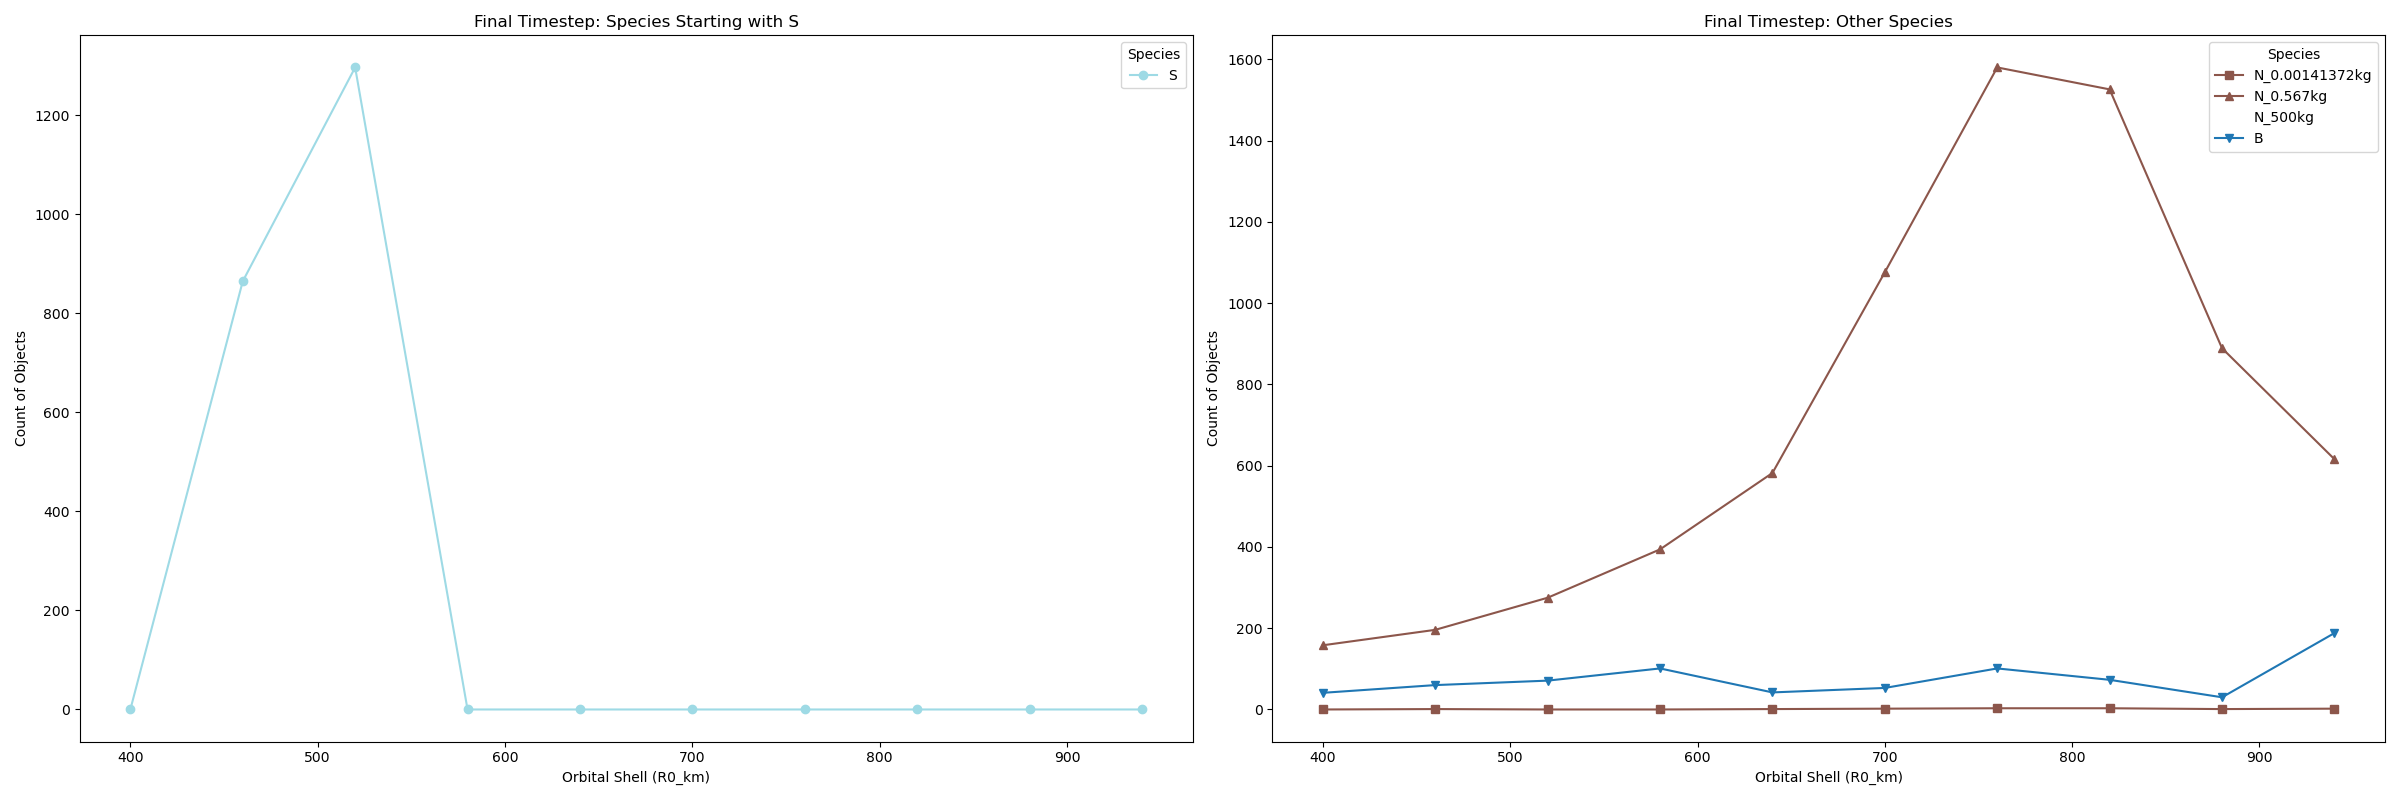 Final Timestep: Species Starting with S
Count of Objects
1200
1000
800
600
400
200
0
400 500 600 700 800 900
Orbital Shell (R0_km)
Species
S
Final Timestep: Other Species
Count of Objects
1600
1400
1200
1000
800
600
400
200
0
400 500 600 700 800 900
Orbital Shell (R0_km)
Species
N_0.00141372kg
N_0.567kg
N_500kg
B